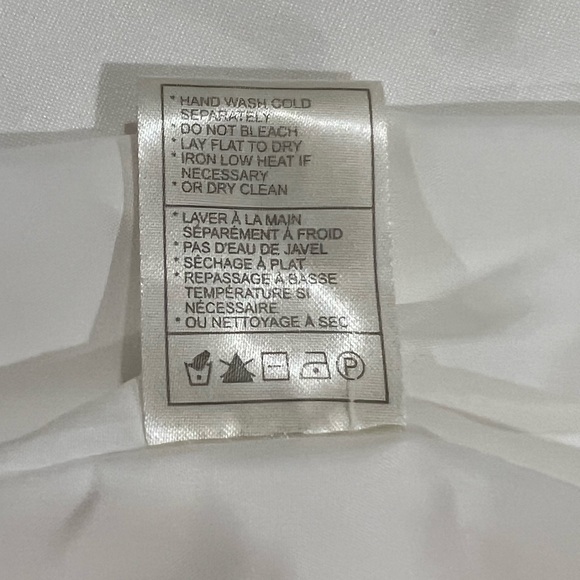 * HAND WASH COLD
SEPARATELY
* DO NOT BLEACH
* LAY FLAT TO DRY
* IRON LOW HEAT IF
NECESSARY
* OR DRY CLEAN
* LAVER À LA MAIN
SÉPARÉMENT À FROID
* PAS D'EAU DE JAVEL
* SÉCHAGE À PLAT
* REPASSAGE À BASSE
TEMPÉRATURE SI
NÉCESSAIRE
* OU NETTOYAGE À SEC
P